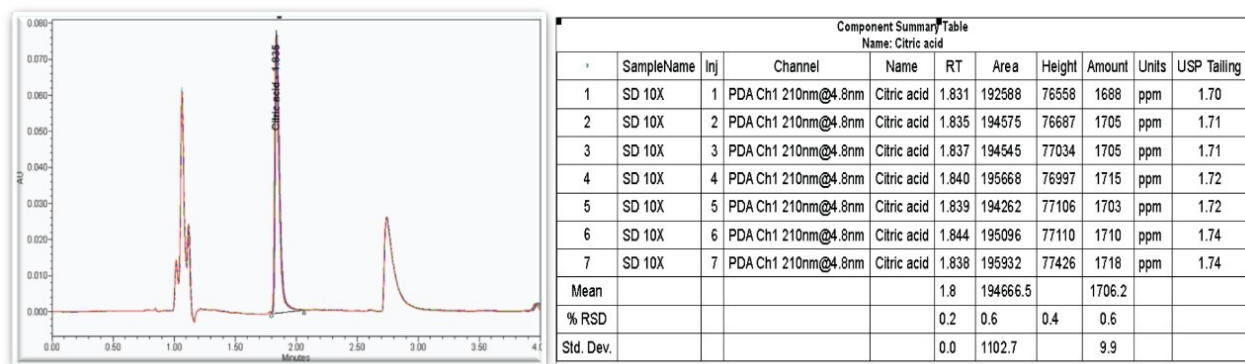 0.080
0.070
0.060
0.050
0.040
0.030
0.020
0.010
0.000
AU
Citric acid - 1.835
0.00 1.00 2.00 3.00 4.0
Minutes
Component Summary Table
Name: Citric acid
SampleName Inj Channel Name RT Area Height Amount Units USP Tailing
1 SD 10X 1 PDA Ch1 210nm@4.8nm Citric acid 1.831 192588 76558 1688 ppm 1.70
2 SD 10X 2 PDA Ch1 210nm@4.8nm Citric acid 1.835 194575 76687 1705 ppm 1.71
3 SD 10X 3 PDA Ch1 210nm@4.8nm Citric acid 1.837 194545 77034 1705 ppm 1.71
4 SD 10X 4 PDA Ch1 210nm@4.8nm Citric acid 1.840 195668 76997 1715 ppm 1.72
5 SD 10X 5 PDA Ch1 210nm@4.8nm Citric acid 1.839 194262 77106 1703 ppm 1.72
6 SD 10X 6 PDA Ch1 210nm@4.8nm Citric acid 1.844 195096 77110 1710 ppm 1.74
7 SD 10X 7 PDA Ch1 210nm@4.8nm Citric acid 1.838 195932 77426 1718 ppm 1.74
Mean 1.8 194666.5 1706.2
% RSD 0.2 0.6 0.4 0.6
Std. Dev. 0.0 1102.7 9.9